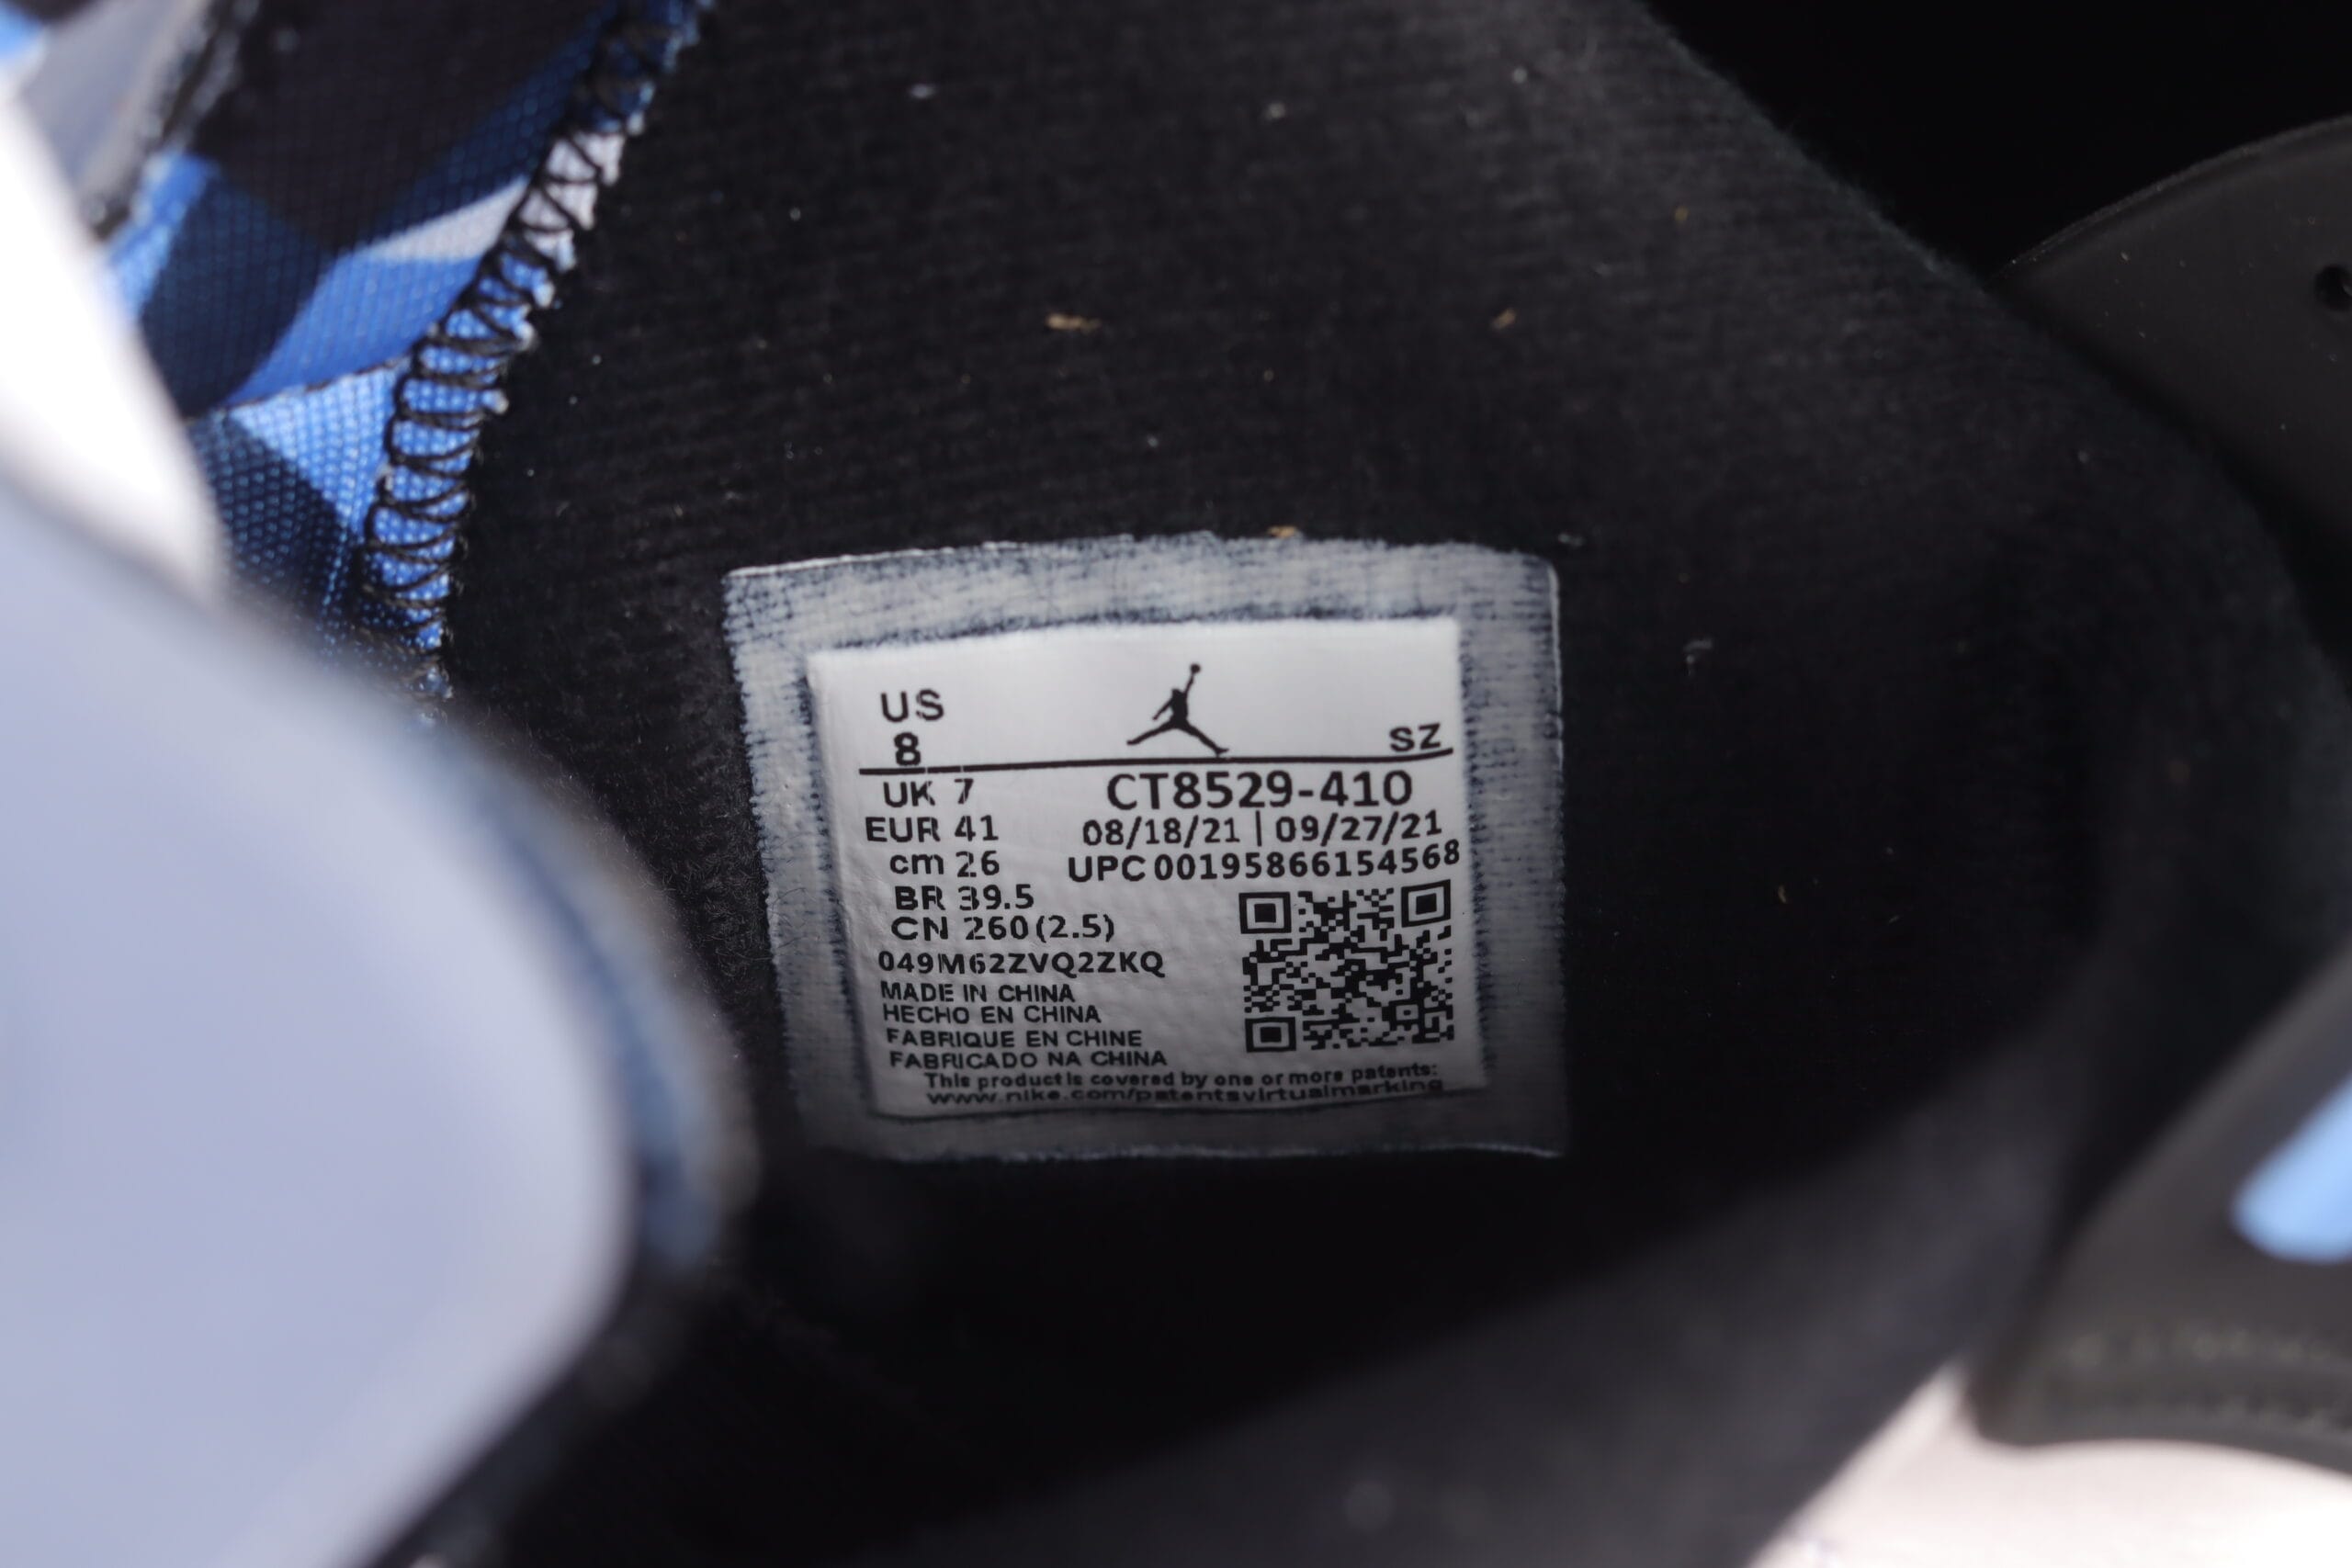 US
8
SZ
UK 7
CT8529-410
EUR 41
08/18/21 | 09/27/21
cm 26
UPC 00195866154568
BR 39.5
CN 260(2.5)
049M62ZVQ2ZKQ
MADE IN CHINA
HECHO EN CHINA
FABRIQUE EN CHINE
FABRICADO NA CHINA
This product is covered by one or more patents:
www.nike.com/patentsvirtualmarking